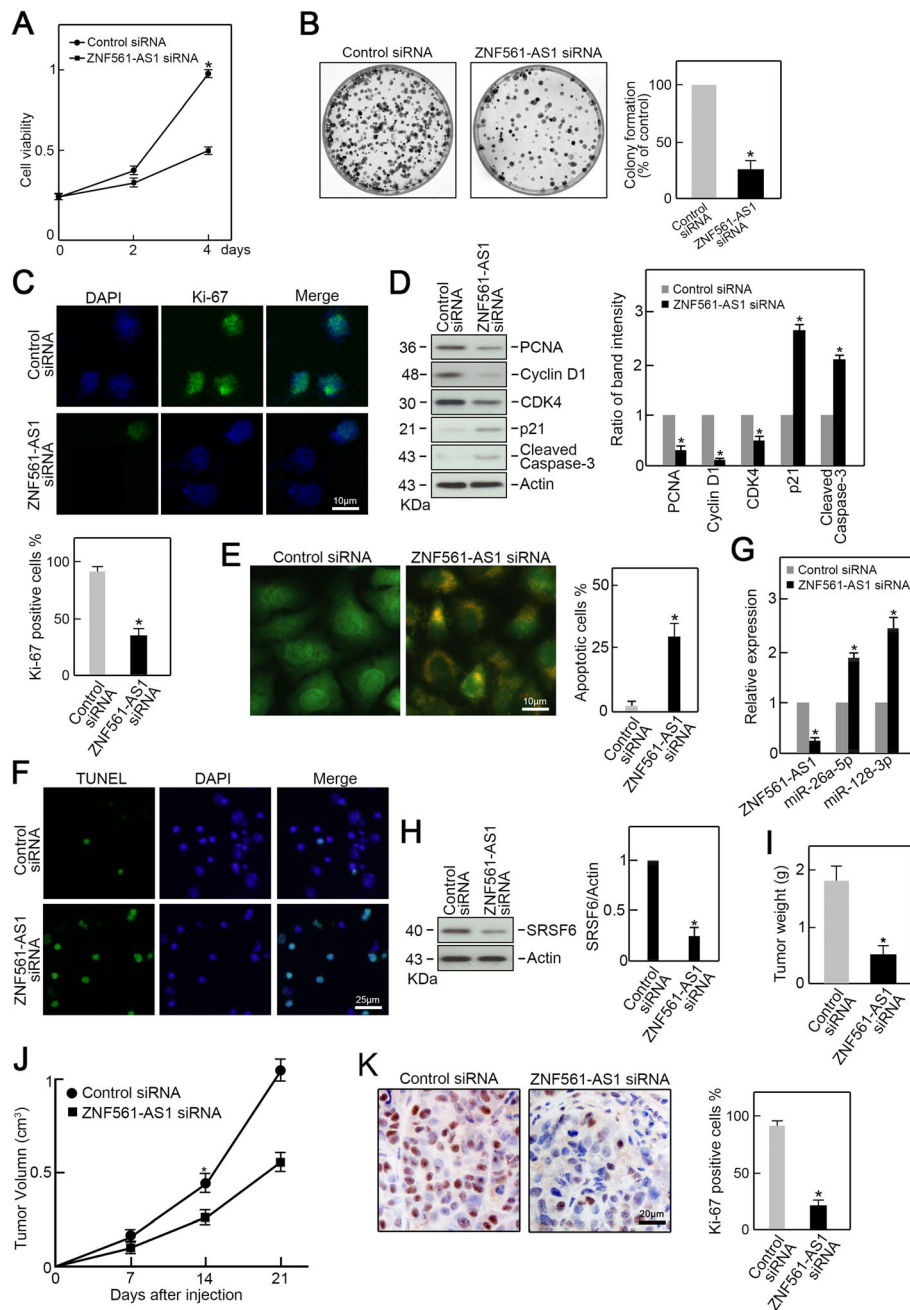 A
Control siRNA
ZNF561-AS1 siRNA
Cell viability
1
0.5
0
*
0
2
4
days
B
Control siRNA
ZNF561-AS1 siRNA
Colony formation
(% of control)
100
50
25
0
*
Control
siRNA
ZNF561-AS1
siRNA
C
DAPI
Ki-67
Merge
Control
siRNA
ZNF561-AS1
siRNA
10µm
Ki-67 positive cells %
100
50
0
*
Control
siRNA
ZNF561-AS1
siRNA
D
Control
siRNA
ZNF561-AS1
siRNA
36
PCNA
48
Cyclin D1
30
CDK4
21
p21
43
Cleaved
Caspase-3
43
Actin
KDa
Control siRNA
ZNF561-AS1 siRNA
Ratio of band intensity
3
2
1
0
*
*
*
*
*
PCNA
Cyclin D1
CDK4
p21
Cleaved
Caspase-3
E
Control siRNA
ZNF561-AS1 siRNA
10µm
Apoptotic cells %
50
25
0
*
Control
siRNA
ZNF561-AS1
siRNA
G
Control siRNA
ZNF561-AS1 siRNA
Relative expression
3
2
1
0
*
*
*
ZNF561-AS1
miR-26a-5p
miR-128-3p
F
TUNEL
DAPI
Merge
Control
siRNA
ZNF561-AS1
siRNA
25µm
H
Control
siRNA
ZNF561-AS1
siRNA
40
SRSF6
43
Actin
KDa
SRSF6/Actin
1
0.5
0
*
Control
siRNA
ZNF561-AS1
siRNA
I
Tumor weight (g)
2
1
0
*
Control
siRNA
ZNF561-AS1
siRNA
J
Control siRNA
ZNF561-AS1 siRNA
Tumor Volumn (cm³)
1
0.5
0
*
0
7
14
21
Days after injection
K
Control siRNA
ZNF561-AS1 siRNA
20µm
Ki-67 positive cells %
100
50
0
*
Control
siRNA
ZNF561-AS1
siRNA